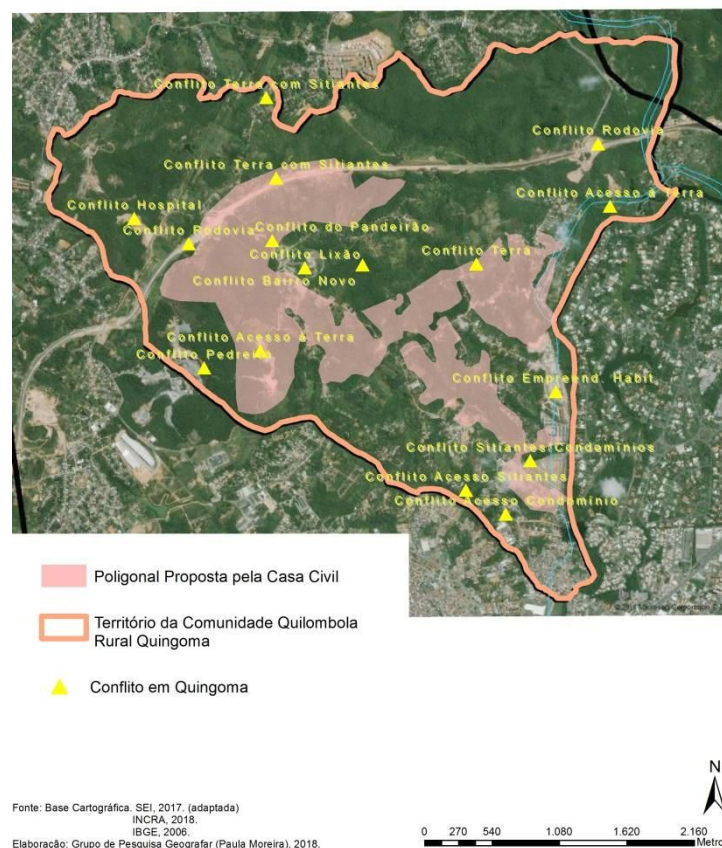 Conflito Terra com Sitiantes
Conflito Rodovia
Conflito Terra com Sitiantes
Conflito Acesso á Terra
Conflito Hospital
Conflito Rodovia
Conflito do Pandeirão
Conflito Lixão
Conflito Terra
Conflito Bairro Novo
Conflito Acesso á Terra
Conflito Pedreira
Conflito Empreend. Habit
Conflito Sitiantes/Condomínios
Conflito Acesso Sitiantes
Conflito Acesso Condomínio
Poligonal Proposta pela Casa Civil
Território da Comunidade Quilombola
Rural Quingoma
Conflito em Quingoma
N
Fonte: Base Cartográfica. SEI, 2017. (adaptada)
INCRA, 2018.
IBGE, 2006.
Elaboração: Grupo de Pesquisa Geografar (Paula Moreira), 2018.
0 270 540 1.080 1.620 2.160
Metro